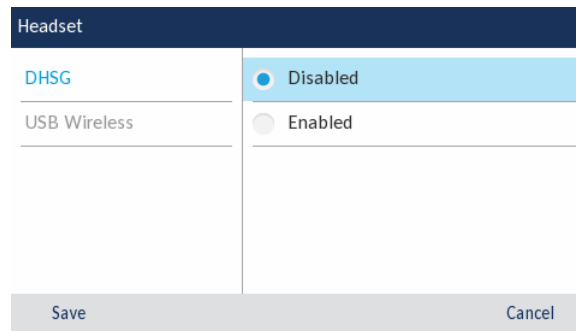 Headset
DHSG
Disabled
USB Wireless
Enabled
Save
Cancel